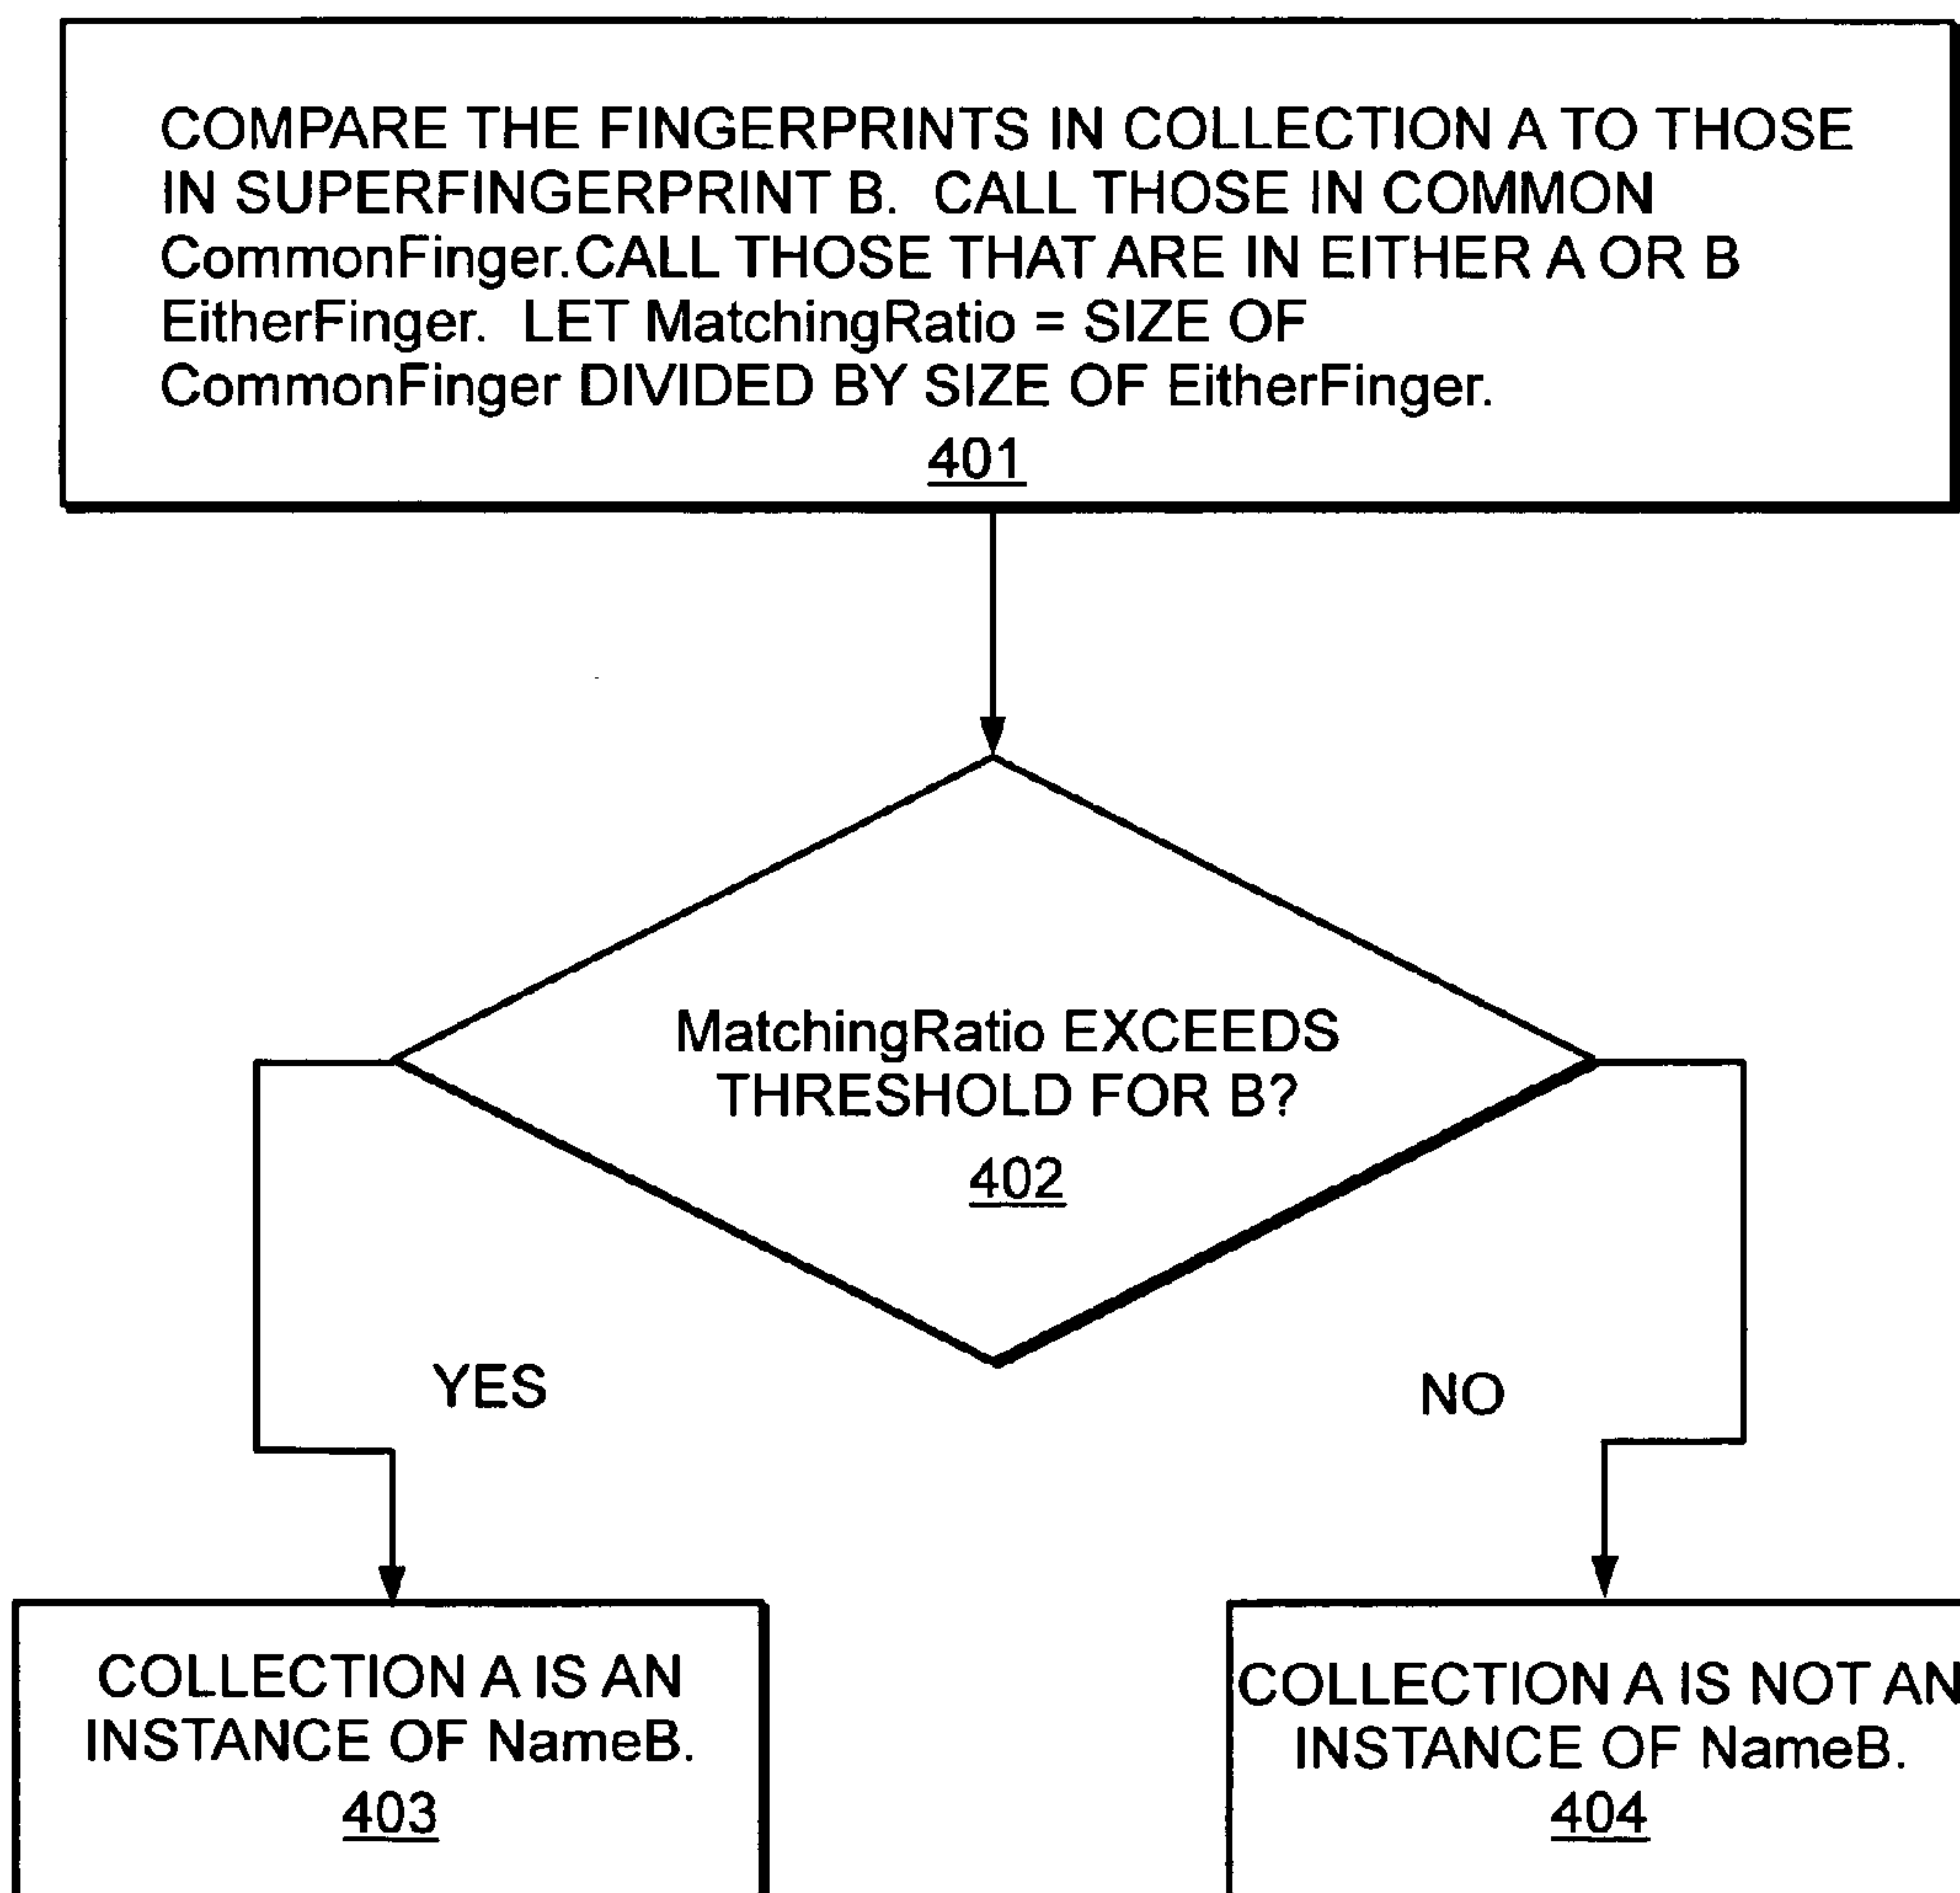 COMPARE THE FINGERPRINTS IN COLLECTION A TO THOSE
IN SUPERFINGERPRINT B. CALL THOSE IN COMMON
CommonFinger.CALL THOSE THAT ARE IN EITHER A OR B
EitherFinger. LET MatchingRatio = SIZE OF
CommonFinger DIVIDED BY SIZE OF EitherFinger.
401
MatchingRatio EXCEEDS
THRESHOLD FOR B?
402
YES
NO
COLLECTION A IS AN
INSTANCE OF NameB.
403
COLLECTION A IS NOT AN
INSTANCE OF NameB.
404